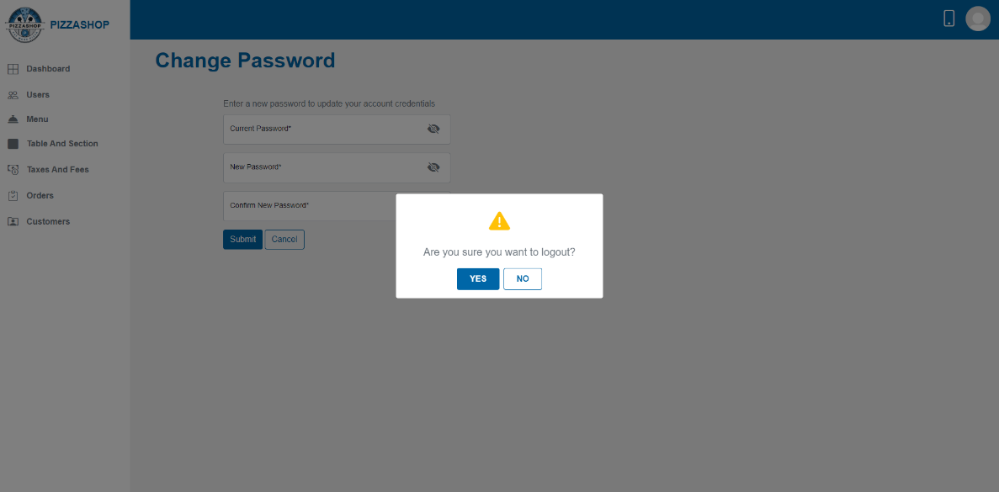 PIZZASHOP
PIZZASHOP
Dashboard
Users
Menu
Table And Section
Taxes And Fees
Orders
Customers
Change Password
Enter a new password to update your account credentials
Current Password*
New Password*
Confirm New Password*
Submit
Cancel
Are you sure you want to logout?
YES
NO